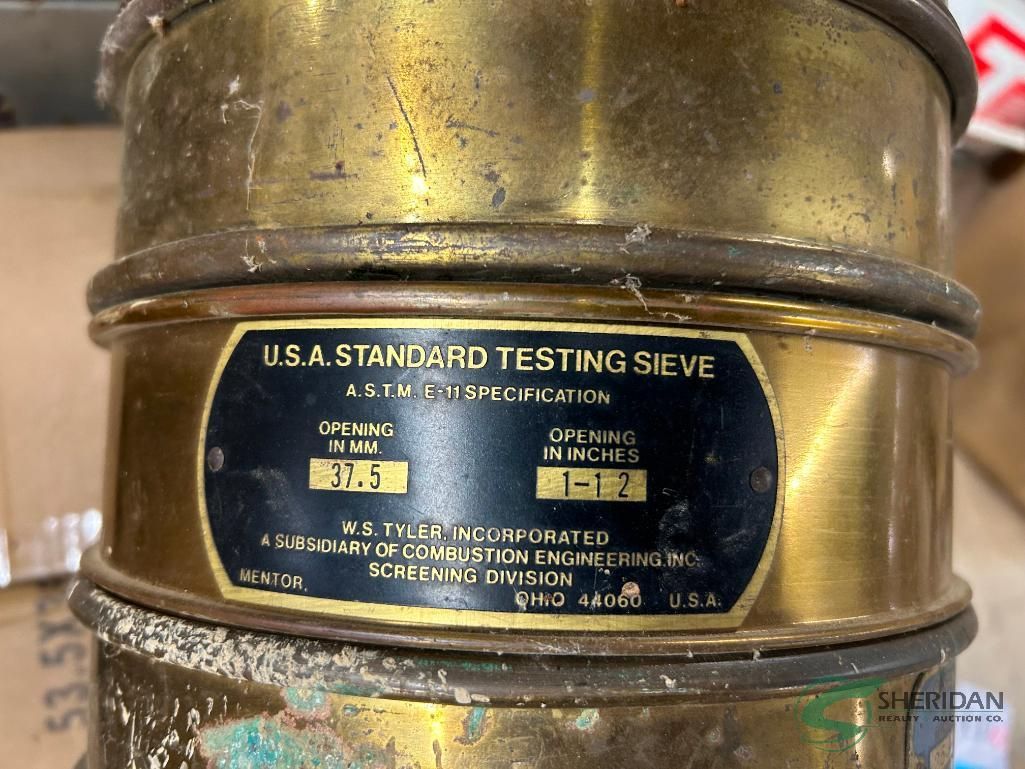 U.S.A. STANDARD TESTING SIEVE
A.S.T.M. E-11 SPECIFICATION
OPENING
IN MM.
37.5
OPENING
IN INCHES
1-1 2
W.S. TYLER, INCORPORATED
A SUBSIDIARY OF COMBUSTION ENGINEERING, INC.
SCREENING DIVISION
MENTOR, OHIO 44060 U.S.A.
SHERIDAN
REALTY AUCTION CO.